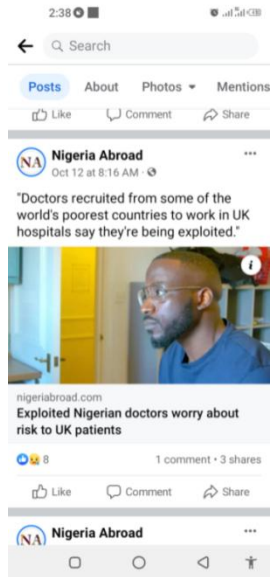 2:38
Search
Posts About Photos Mentions
Like Comment Share
NA Nigeria Abroad
Oct 12 at 8:16 AM ·
"Doctors recruited from some of the
world's poorest countries to work in UK
hospitals say they're being exploited."
i
nigeriabroad.com
Exploited Nigerian doctors worry about
risk to UK patients
8 1 comment • 3 shares
Like Comment Share
NA Nigeria Abroad